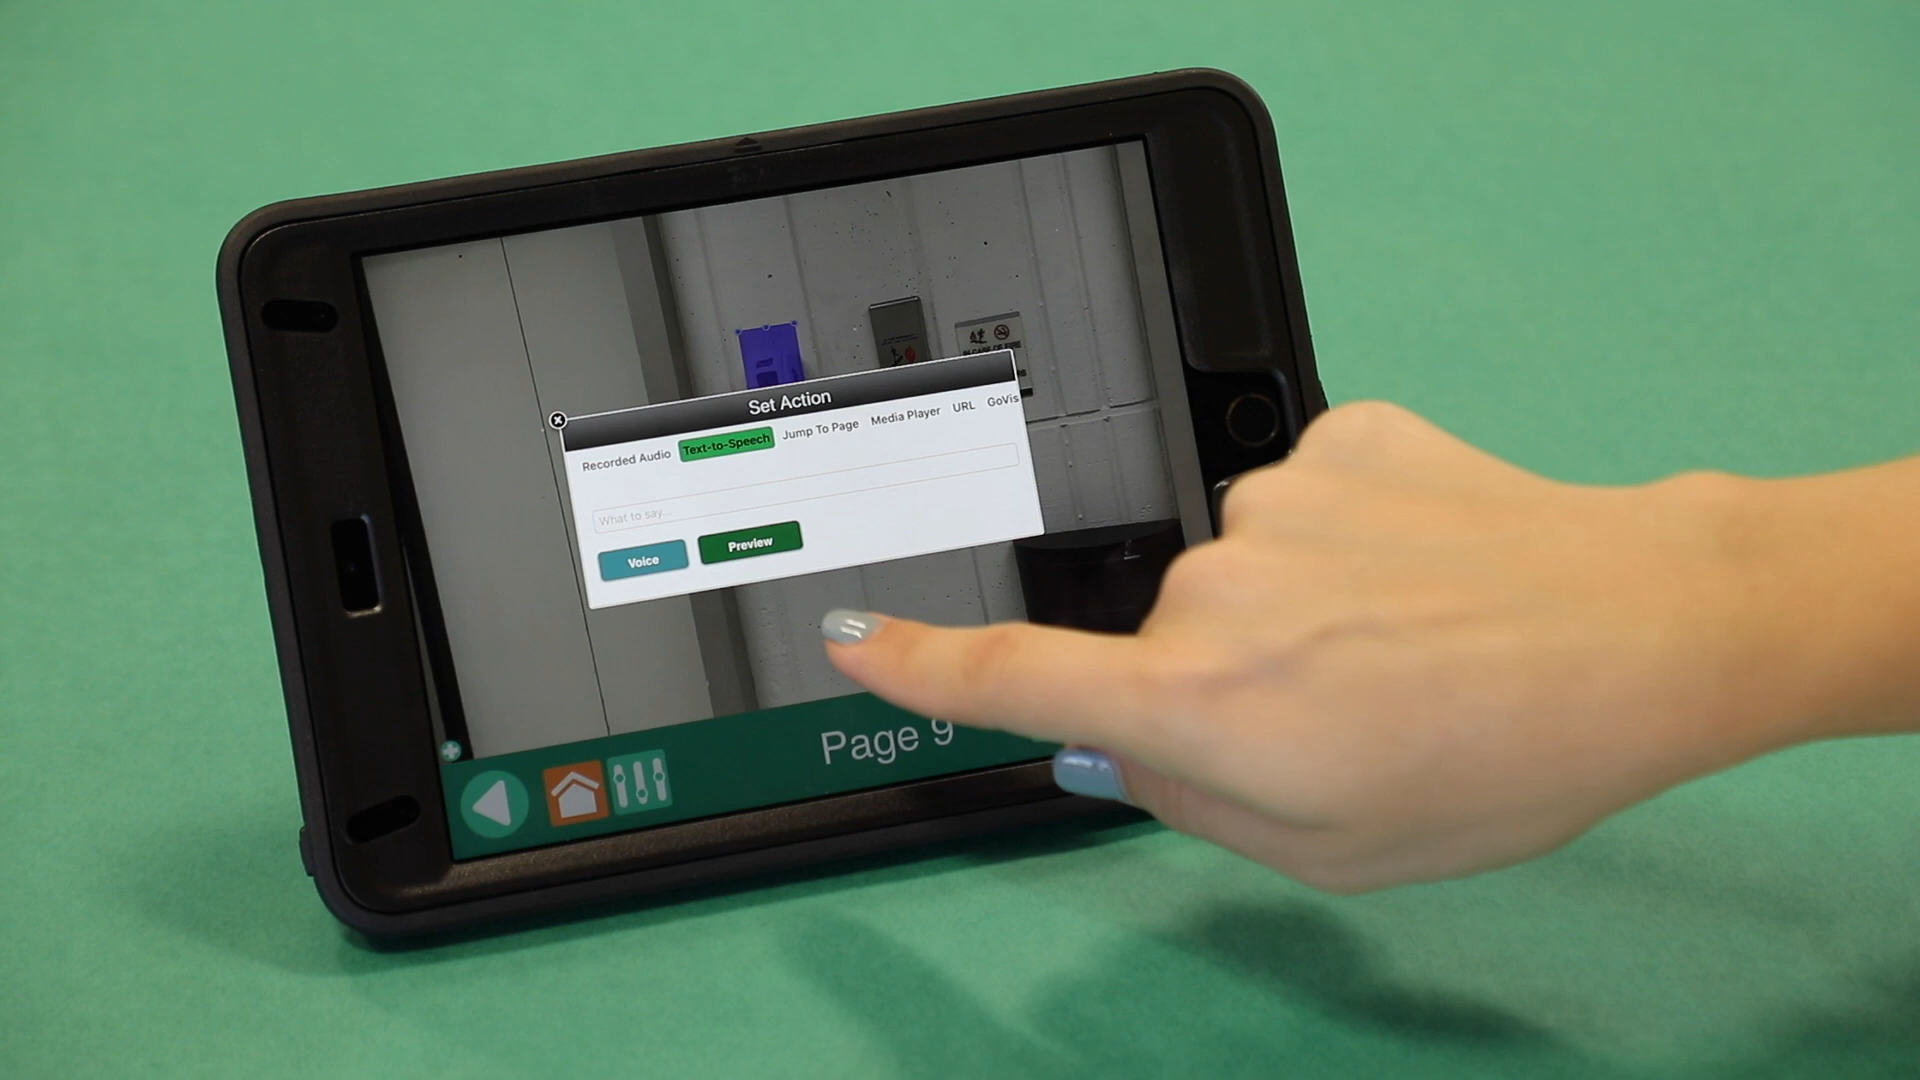 Set Action
Recorded Audio Text-to-Speech Jump To Page Media Player URL GoVis
What to say...
Voice Preview
Page 9